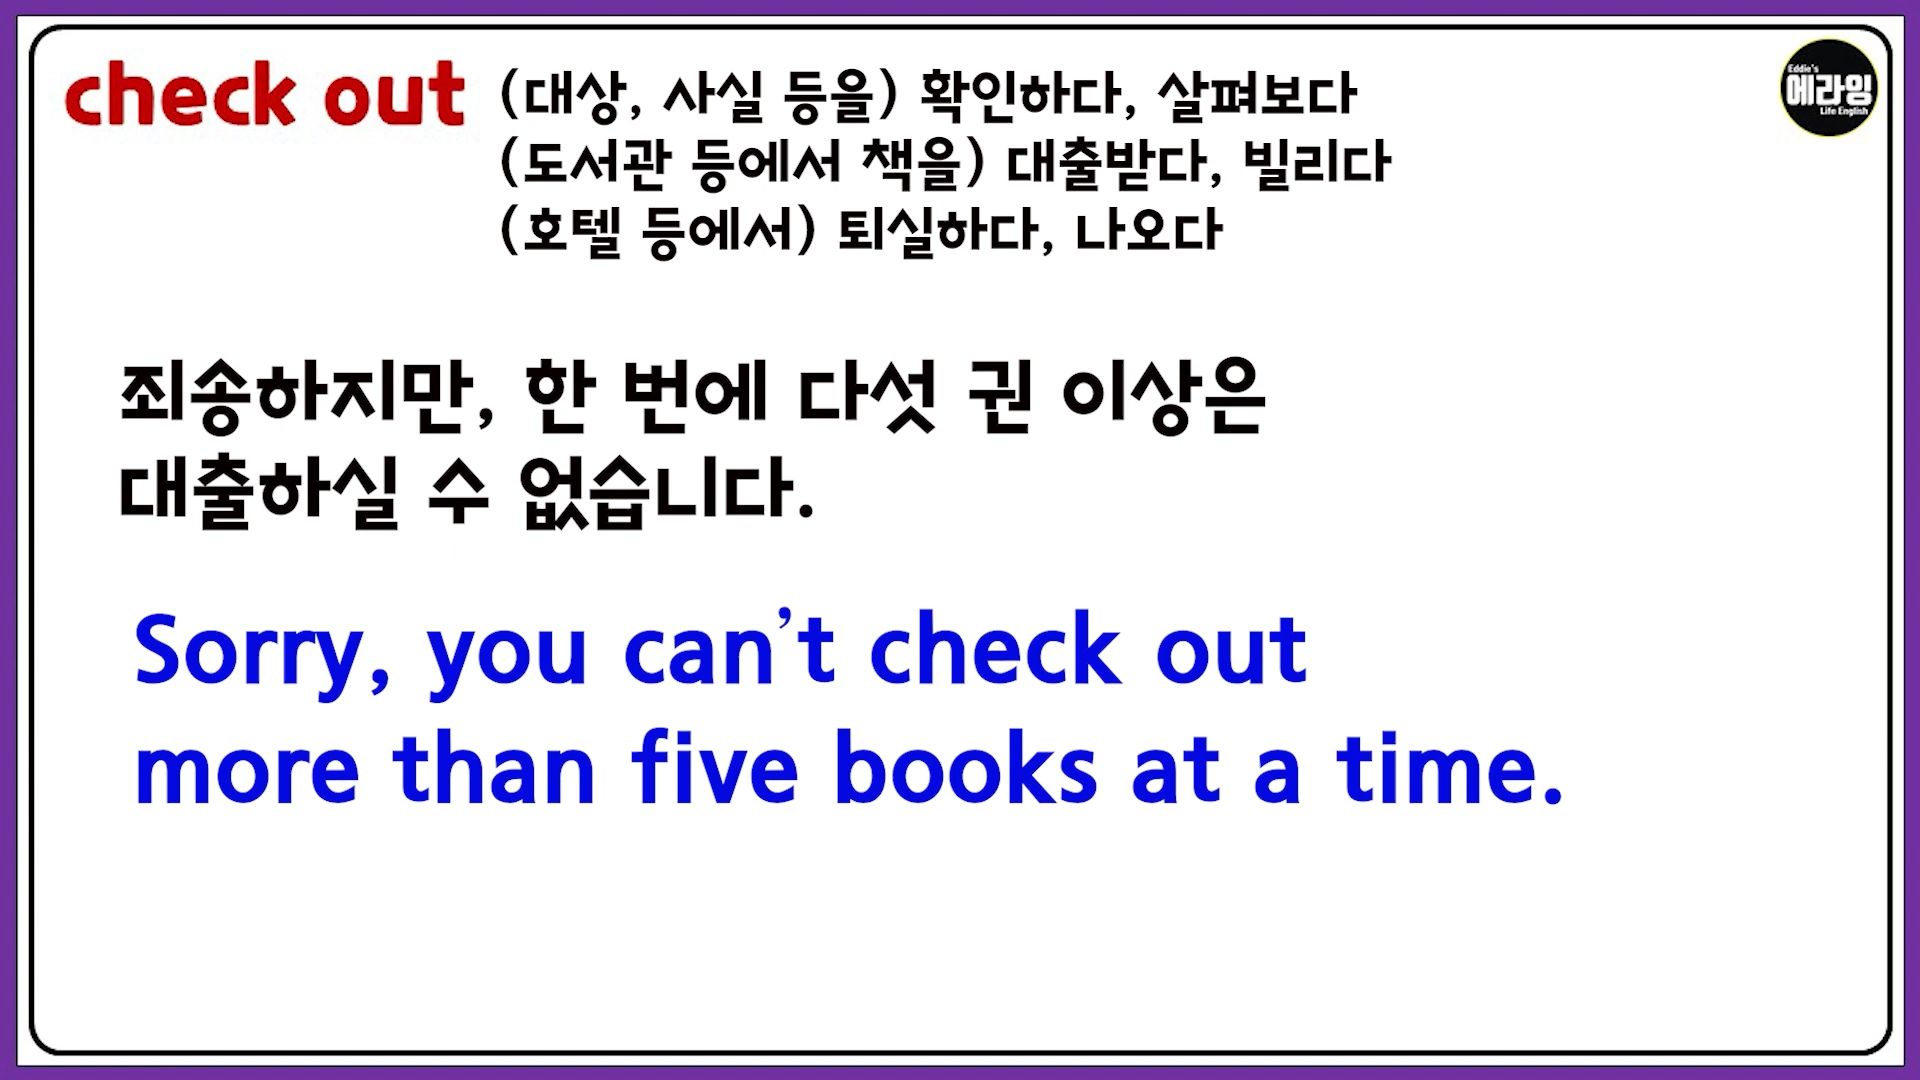 check out (대상, 사실 등을) 확인하다, 살펴보다
(도서관 등에서 책을) 대출받다, 빌리다
(호텔 등에서) 퇴실하다, 나오다
Eddie's
에라잉
Life English
죄송하지만, 한 번에 다섯 권 이상은
대출하실 수 없습니다.
Sorry, you can’t check out
more than five books at a time.